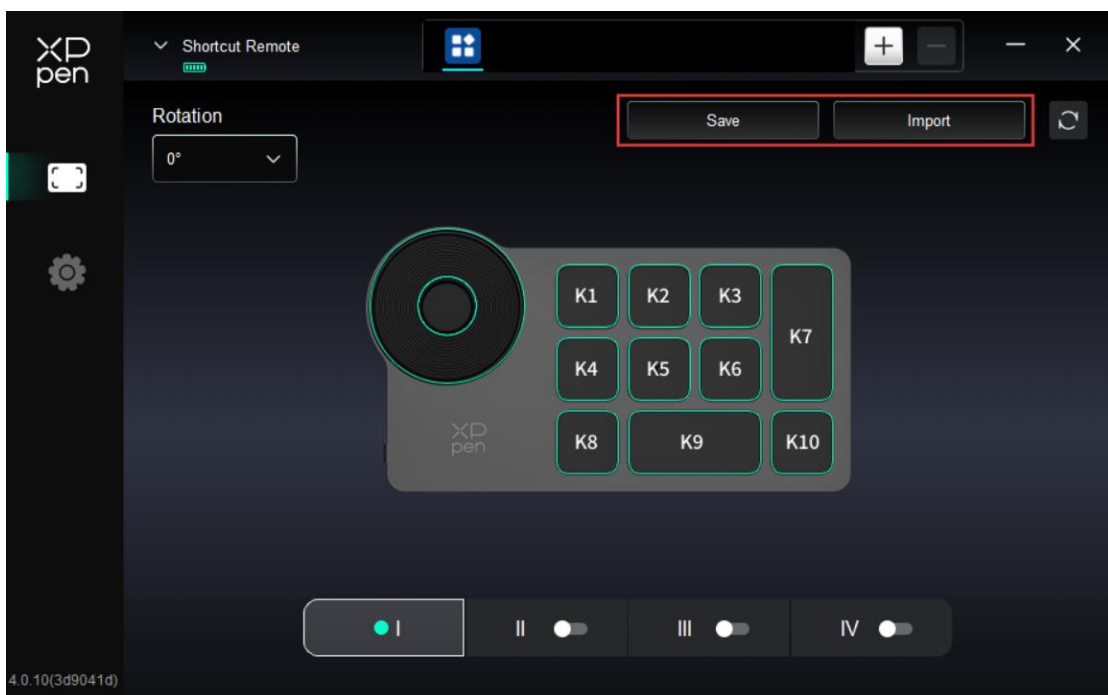 XP
pen
Shortcut Remote
Rotation
Save
Import
0°
K1
K2
K3
K7
K4
K5
K6
XP
pen
K8
K9
K10
I
II
III
IV
4.0.10(3d9041d)